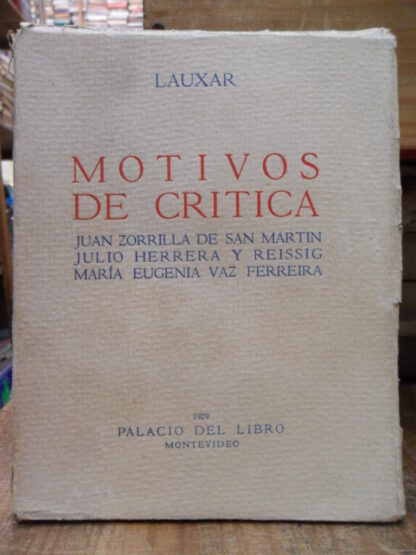 LAUXAR
MOTIVOS
DE CRITICA
JUAN ZORRILLA DE SAN MARTIN
JULIO HERRERA Y REISSIG
MARÍA EUGENIA VAZ FERREIRA
1929
PALACIO DEL LIBRO
MONTEVIDEO